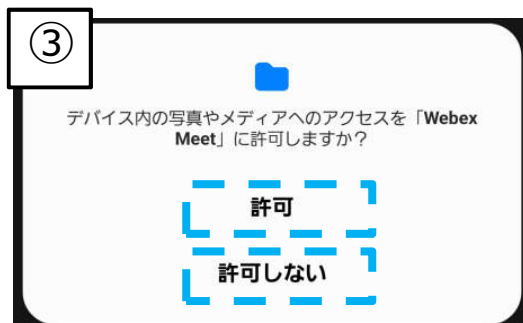 ③
デバイス内の写真やメディアへのアクセスを「Webex
Meet」に許可しますか？
許可
許可しない